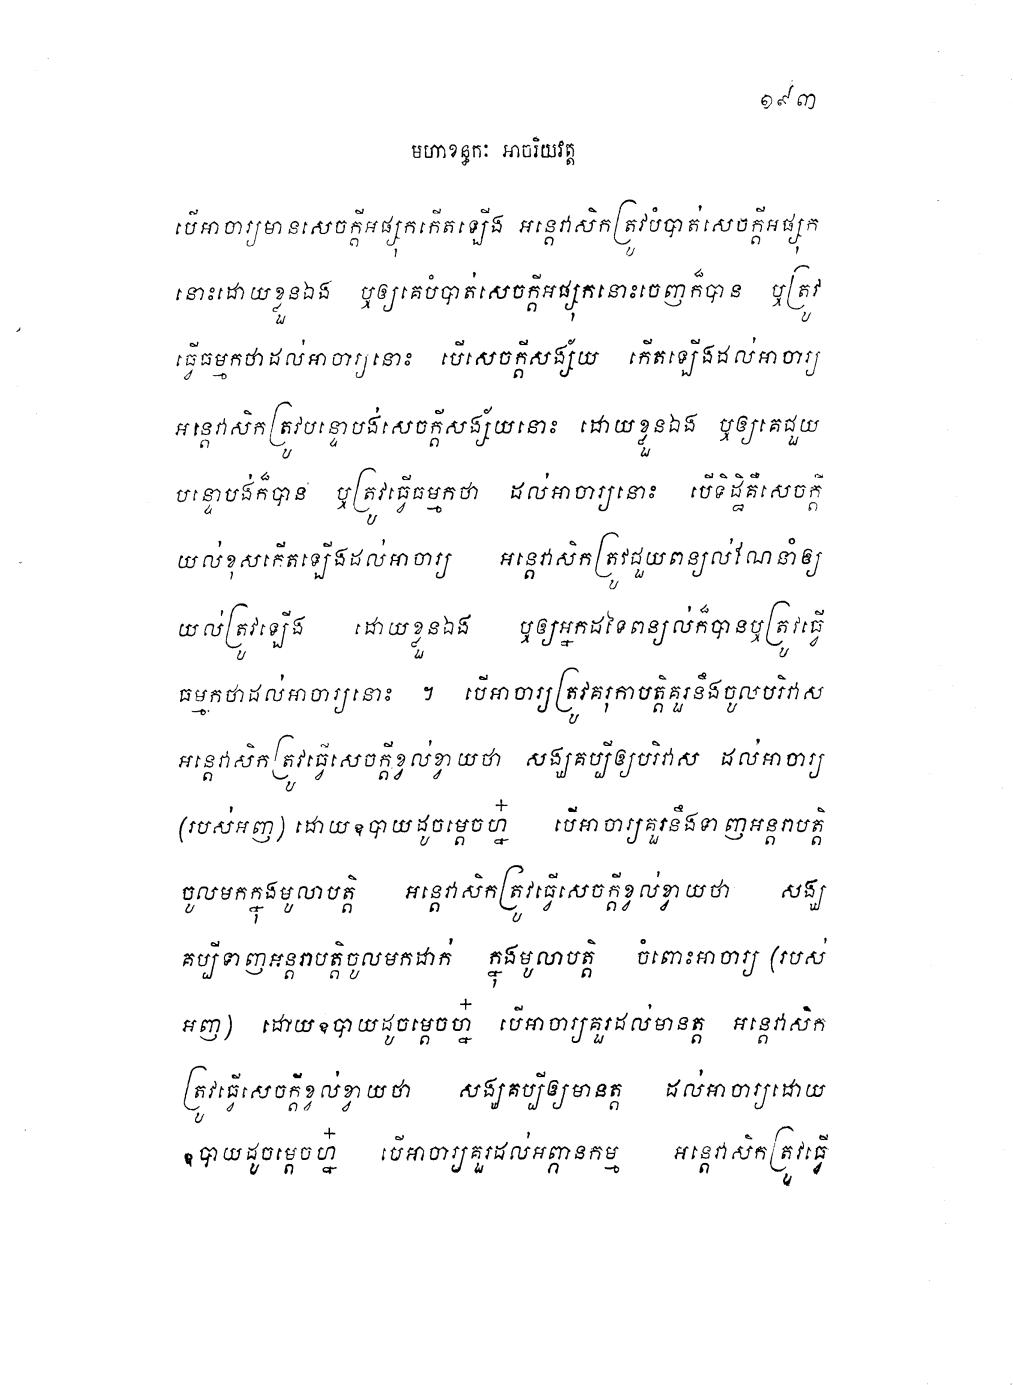 ១៩៣
មហាខន្ធកៈ អាចរិយវត្ត
បើអាចារ្យមានសេចក្ដីអផ្សុកកើតឡើង អន្តេវាសិកត្រូវបំបាត់សេចក្ដីអផ្សុក
នោះដោយខ្លួនឯង ឬឲ្យគេបំបាត់សេចក្ដីអផ្សុកនោះចេញក៏បាន ឬត្រូវ
ធ្វើធម្មកថាដល់អាចារ្យនោះ បើសេចក្ដីសង្ស័យ កើតឡើងដល់អាចារ្យ
អន្តេវាសិកត្រូវបន្ទោបង់សេចក្ដីសង្ស័យនោះ ដោយខ្លួនឯង ឬឲ្យគេជួយ
បន្ទោបង់ក៏បាន ឬត្រូវធ្វើធម្មកថា ដល់អាចារ្យនោះ បើទិដ្ឋិគឺសេចក្ដី
យល់ខុសកើតឡើងដល់អាចារ្យ អន្តេវាសិកត្រូវជួយពន្យល់ណែនាំឲ្យ
យល់ត្រូវឡើង ដោយខ្លួនឯង ឬឲ្យអ្នកដទៃពន្យល់ក៏បានឬត្រូវធ្វើ
ធម្មកថាដល់អាចារ្យនោះ ។ បើអាចារ្យត្រូវគរុកាបត្តិគួរនឹងចូលបរិវាស
អន្តេវាសិកត្រូវធ្វើសេចក្ដីខ្វល់ខ្វាយថា សង្ឃគប្បីឲ្យបរិវាស ដល់អាចារ្យ
(របស់អញ) ដោយឧបាយដូចម្ដេចហ្ន៎ បើអាចារ្យគួរនឹងទាញអន្តរាបត្តិ
ចូលមកក្នុងមូលាបត្តិ អន្តេវាសិកត្រូវធ្វើសេចក្ដីខ្វល់ខ្វាយថា សង្ឃ
គប្បីទាញអន្តរាបត្តិចូលមកដាក់ ក្នុងមូលាបត្តិ ចំពោះអាចារ្យ (របស់
អញ) ដោយឧបាយដូចម្ដេចហ្ន៎ បើអាចារ្យគួរដល់មានត្ត អន្តេវាសិក
ត្រូវធ្វើសេចក្ដីខ្វល់ខ្វាយថា សង្ឃគប្បីឲ្យមានត្ត ដល់អាចារ្យដោយ
ឧបាយដូចម្ដេចហ្ន៎ បើអាចារ្យគួរដល់អព្ភានកម្ម អន្តេវាសិកត្រូវធ្វើ